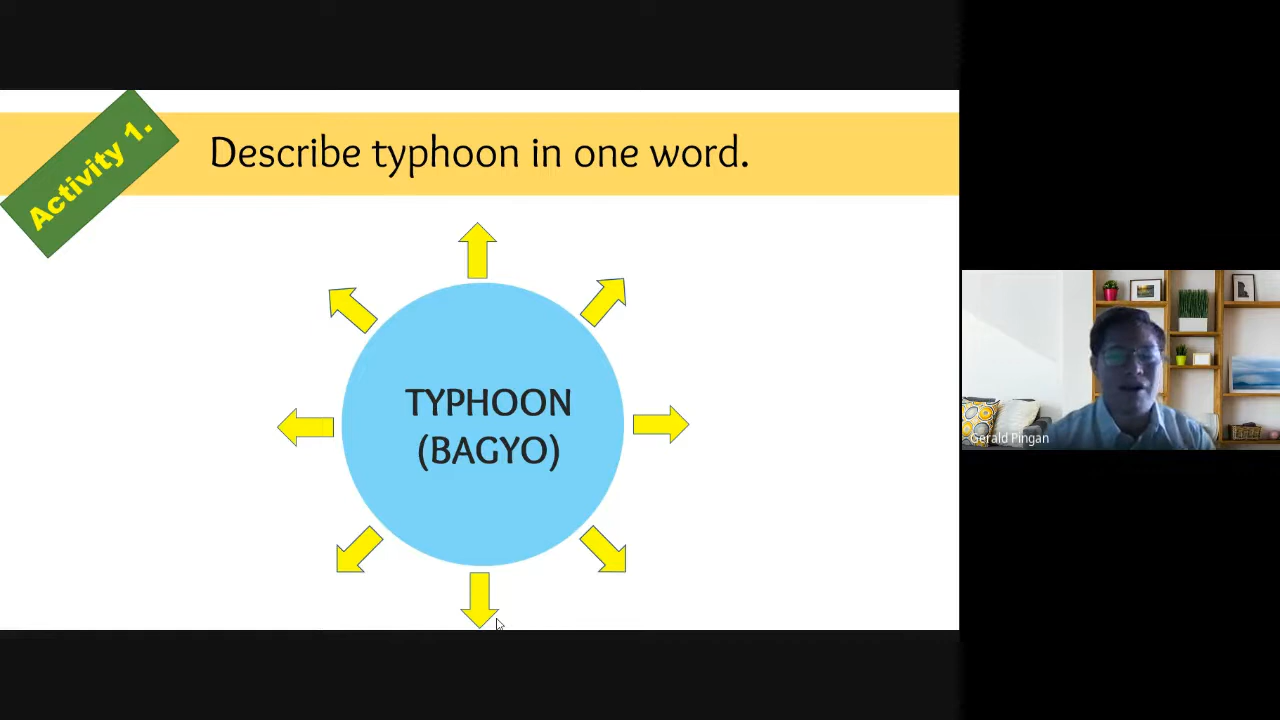 Activity 1.
Describe typhoon in one word.
TYPHOON
(BAGYO)
Gerald Pingan